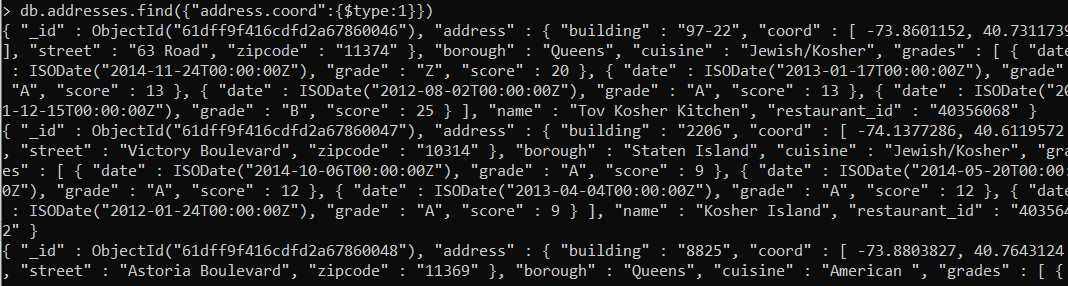 > db.addresses.find({"address.coord":{$type:1}})
{ "_id" : ObjectId("61dff9f416cdfd2a67860046"), "address" : { "building" : "97-22", "coord" : [ -73.8601152, 40.7311739
], "street" : "63 Road", "zipcode" : "11374" }, "borough" : "Queens", "cuisine" : "Jewish/Kosher", "grades" : [ { "date
: ISODate("2014-11-24T00:00:00Z"), "grade" : "Z", "score" : 20 }, { "date" : ISODate("2013-01-17T00:00:00Z"), "grade"
"A", "score" : 13 }, { "date" : ISODate("2012-08-02T00:00:00Z"), "grade" : "A", "score" : 13 }, { "date" : ISODate("20
1-12-15T00:00:00Z"), "grade" : "B", "score" : 25 } ], "name" : "Tov Kosher Kitchen", "restaurant_id" : "40356068" }
{ "_id" : ObjectId("61dff9f416cdfd2a67860047"), "address" : { "building" : "2206", "coord" : [ -74.1377286, 40.6119572
, "street" : "Victory Boulevard", "zipcode" : "10314" }, "borough" : "Staten Island", "cuisine" : "Jewish/Kosher", "gra
es" : [ { "date" : ISODate("2014-10-06T00:00:00Z"), "grade" : "A", "score" : 9 }, { "date" : ISODate("2014-05-20T00:00:
0Z"), "grade" : "A", "score" : 12 }, { "date" : ISODate("2013-04-04T00:00:00Z"), "grade" : "A", "score" : 12 }, { "date
: ISODate("2012-01-24T00:00:00Z"), "grade" : "A", "score" : 9 } ], "name" : "Kosher Island", "restaurant_id" : "403564
2" }
{ "_id" : ObjectId("61dff9f416cdfd2a67860048"), "address" : { "building" : "8825", "coord" : [ -73.8803827, 40.7643124
, "street" : "Astoria Boulevard", "zipcode" : "11369" }, "borough" : "Queens", "cuisine" : "American ", "grades" : [ {